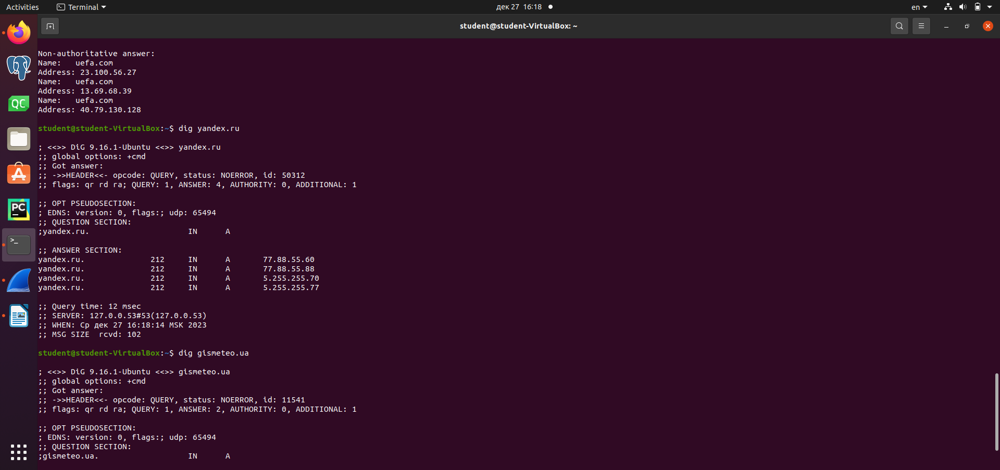 Activities
Terminal
дек 27 16:18
en
student@student-VirtualBox: ~
Non-authoritative answer:
Name:   uefa.com
Address: 23.100.56.27
Name:   uefa.com
Address: 13.69.68.39
Name:   uefa.com
Address: 40.79.130.128
student@student-VirtualBox:~$ dig yandex.ru
; <<>> DiG 9.16.1-Ubuntu <<>> yandex.ru
;; global options: +cmd
;; Got answer:
;; ->>HEADER<<- opcode: QUERY, status: NOERROR, id: 50312
;; flags: qr rd ra; QUERY: 1, ANSWER: 4, AUTHORITY: 0, ADDITIONAL: 1
;; OPT PSEUDOSECTION:
; EDNS: version: 0, flags:; udp: 65494
;; QUESTION SECTION:
;yandex.ru.                     IN      A
;; ANSWER SECTION:
yandex.ru.              212     IN      A       77.88.55.60
yandex.ru.              212     IN      A       77.88.55.88
yandex.ru.              212     IN      A       5.255.255.70
yandex.ru.              212     IN      A       5.255.255.77
;; Query time: 12 msec
;; SERVER: 127.0.0.53#53(127.0.0.53)
;; WHEN: Ср дек 27 16:18:14 MSK 2023
;; MSG SIZE  rcvd: 102
student@student-VirtualBox:~$ dig gismeteo.ua
; <<>> DiG 9.16.1-Ubuntu <<>> gismeteo.ua
;; global options: +cmd
;; Got answer:
;; ->>HEADER<<- opcode: QUERY, status: NOERROR, id: 11541
;; flags: qr rd ra; QUERY: 1, ANSWER: 2, AUTHORITY: 0, ADDITIONAL: 1
;; OPT PSEUDOSECTION:
; EDNS: version: 0, flags:; udp: 65494
;; QUESTION SECTION:
;gismeteo.ua.                   IN      A
QC
PC
>_